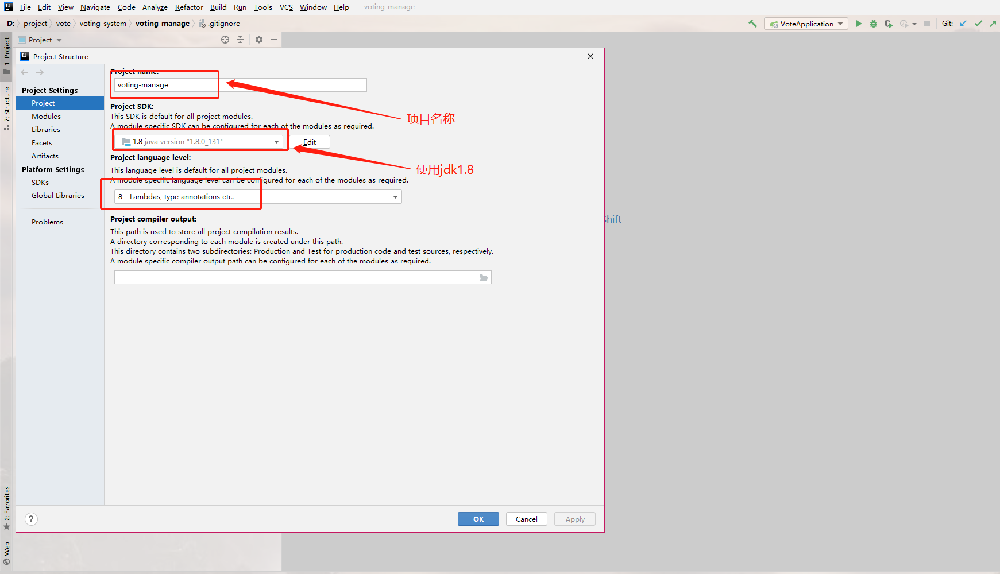 File Edit View Navigate Code Analyze Refactor Build Run Tools VCS Window Help voting-manage
D: project vote voting-system voting-manage .gitignore
VoteApplication
Git:
Project
1: Project
7: Structure
2: Favorites
Web
Project Structure
Project Settings
Project
Modules
Libraries
Facets
Artifacts
Platform Settings
SDKs
Global Libraries
Problems
Project name:
voting-manage
项目名称
Project SDK:
This SDK is default for all project modules.
A module specific SDK can be configured for each of the modules as required.
1.8 java version "1.8.0_131"
Edit
使用jdk1.8
Project language level:
This language level is default for all project modules.
A module specific language level can be configured for each of the modules as required.
8 - Lambdas, type annotations etc.
Project compiler output:
This path is used to store all project compilation results.
A directory corresponding to each module is created under this path.
This directory contains two subdirectories: Production and Test for production code and test sources, respectively.
A module specific compiler output path can be configured for each of the modules as required.
Shift
?
OK
Cancel
Apply